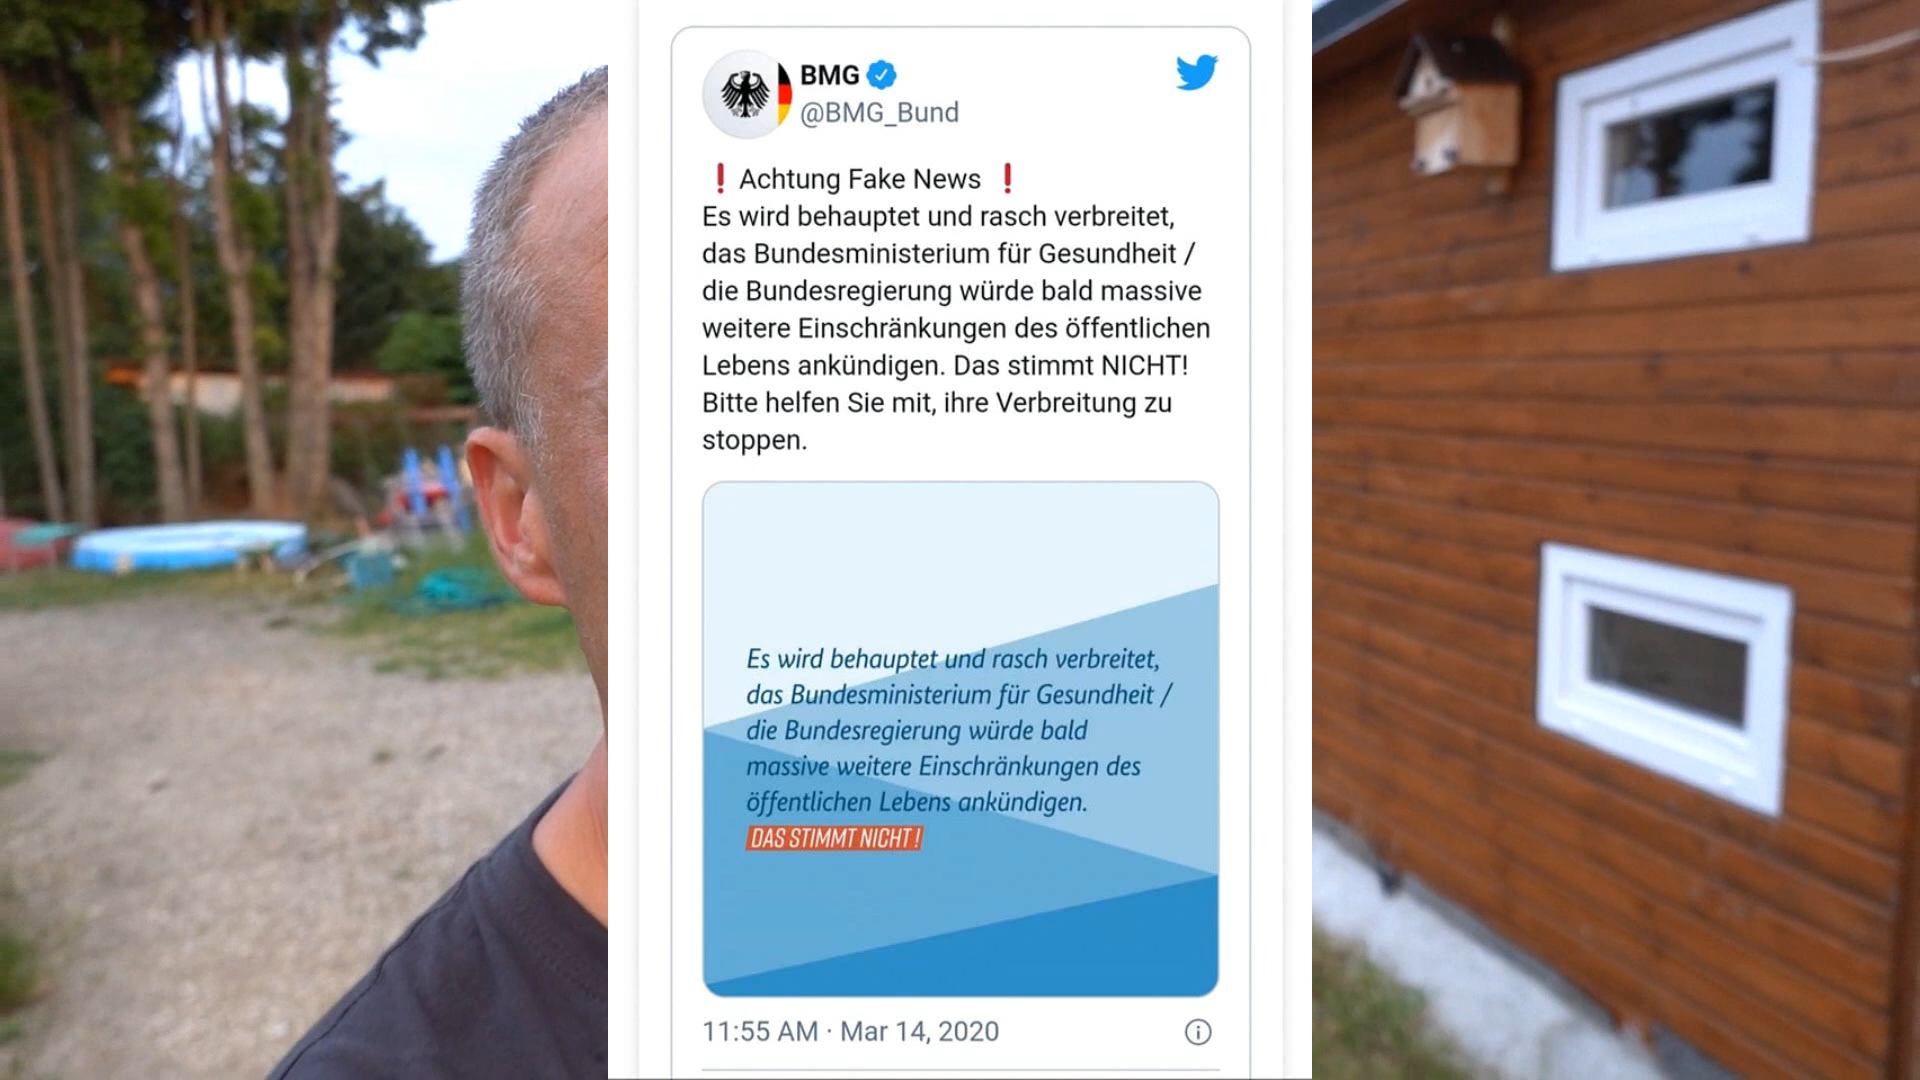 BMG
@BMG_Bund
❗ Achtung Fake News ❗
Es wird behauptet und rasch verbreitet,
das Bundesministerium für Gesundheit /
die Bundesregierung würde bald massive
weitere Einschränkungen des öffentlichen
Lebens ankündigen. Das stimmt NICHT!
Bitte helfen Sie mit, ihre Verbreitung zu
stoppen.
Es wird behauptet und rasch verbreitet,
das Bundesministerium für Gesundheit /
die Bundesregierung würde bald
massive weitere Einschränkungen des
öffentlichen Lebens ankündigen.
DAS STIMMT NICHT!
11:55 AM · Mar 14, 2020